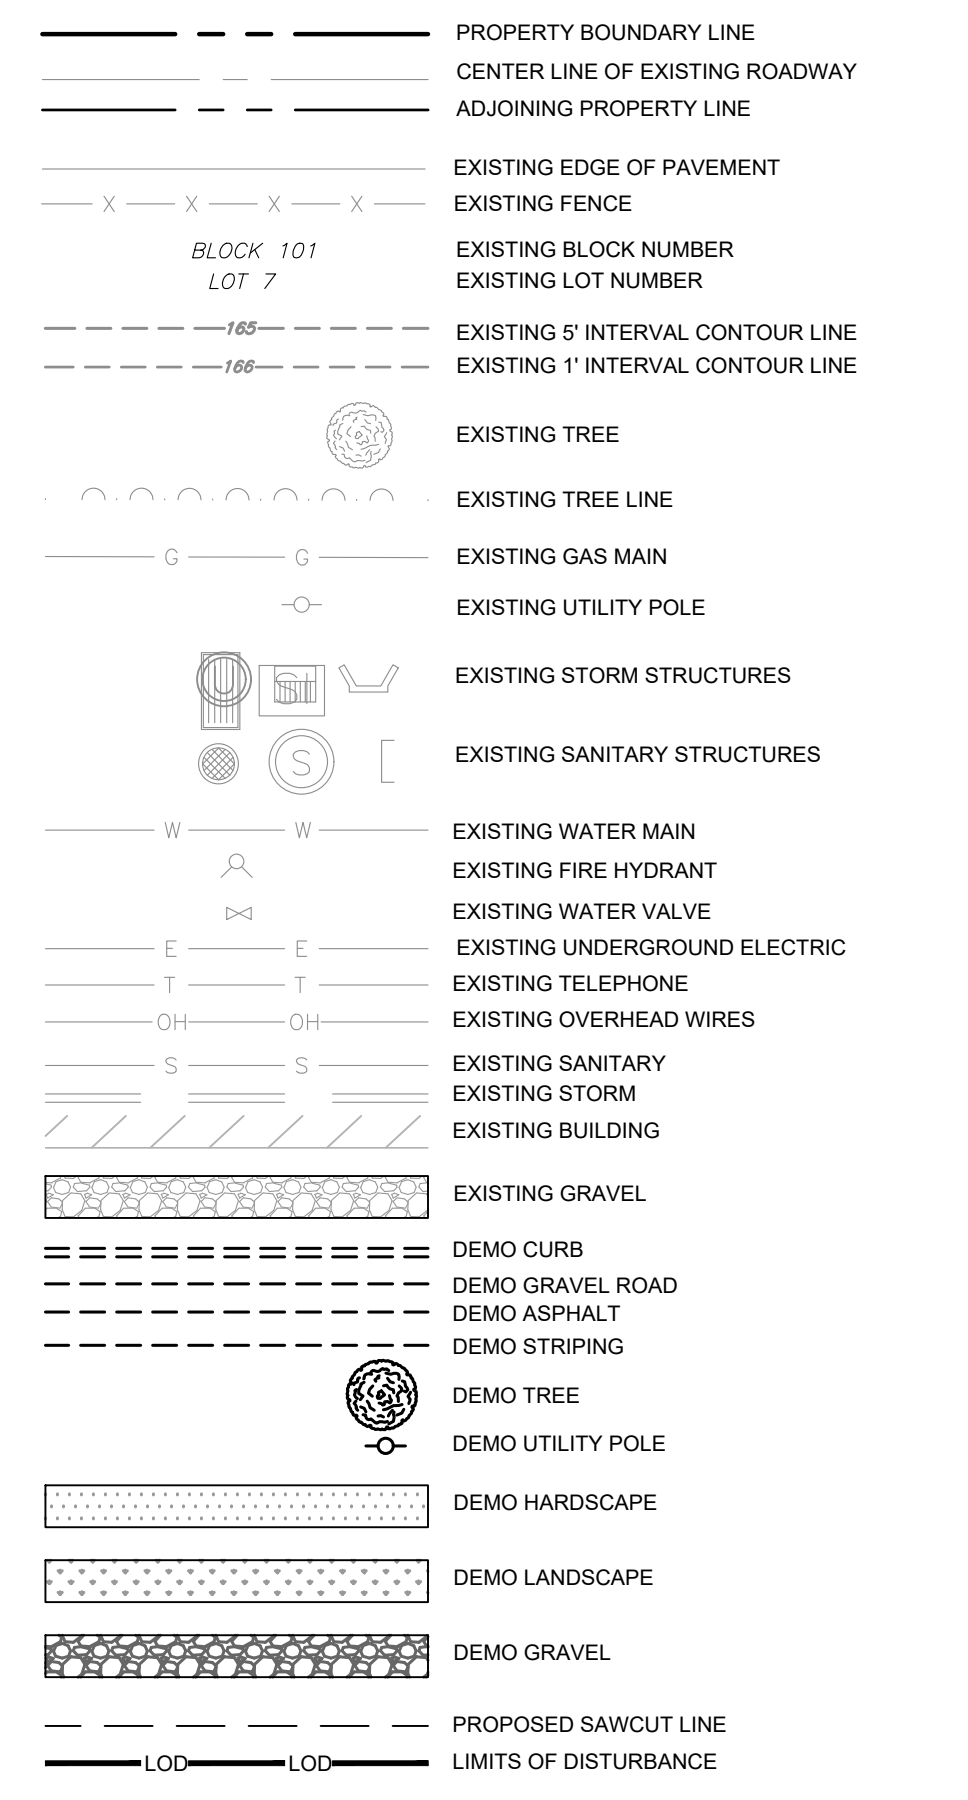 PROPERTY BOUNDARY LINE
CENTER LINE OF EXISTING ROADWAY
ADJOINING PROPERTY LINE
EXISTING EDGE OF PAVEMENT
X X X X EXISTING FENCE
BLOCK 101 EXISTING BLOCK NUMBER
LOT 7 EXISTING LOT NUMBER
165 EXISTING 5' INTERVAL CONTOUR LINE
166 EXISTING 1' INTERVAL CONTOUR LINE
EXISTING TREE
EXISTING TREE LINE
G G EXISTING GAS MAIN
EXISTING UTILITY POLE
U St EXISTING STORM STRUCTURES
S EXISTING SANITARY STRUCTURES
W W EXISTING WATER MAIN
EXISTING FIRE HYDRANT
EXISTING WATER VALVE
E E EXISTING UNDERGROUND ELECTRIC
T T EXISTING TELEPHONE
OH OH EXISTING OVERHEAD WIRES
S S EXISTING SANITARY
EXISTING STORM
EXISTING BUILDING
EXISTING GRAVEL
DEMO CURB
DEMO GRAVEL ROAD
DEMO ASPHALT
DEMO STRIPING
DEMO TREE
DEMO UTILITY POLE
DEMO HARDSCAPE
DEMO LANDSCAPE
DEMO GRAVEL
PROPOSED SAWCUT LINE
LOD LOD LIMITS OF DISTURBANCE